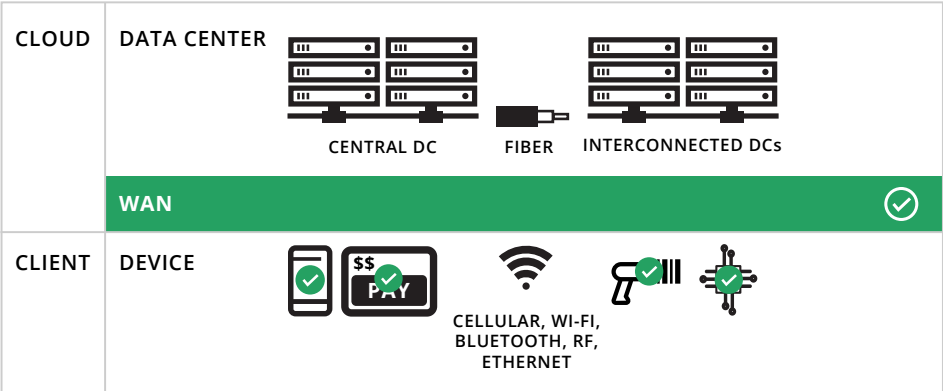 CLOUD
DATA CENTER
CENTRAL DC
FIBER
INTERCONNECTED DCs
WAN
CLIENT
DEVICE
$$
PAY
CELLULAR, WI-FI,
BLUETOOTH, RF,
ETHERNET